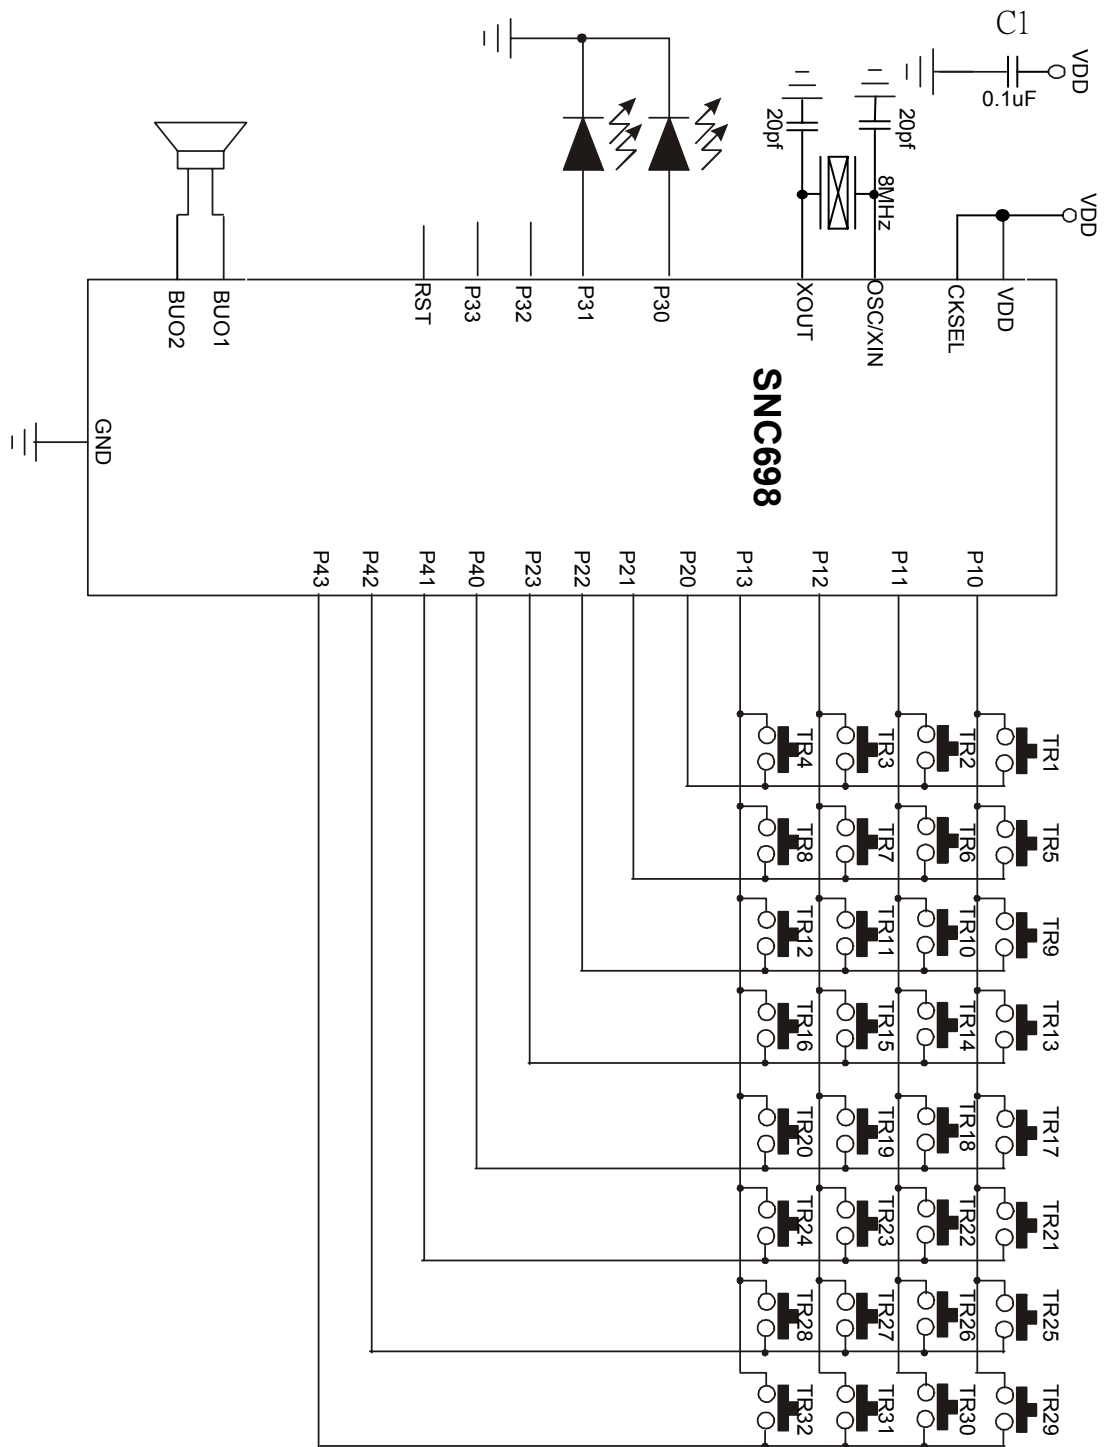 C1
VDD
0.1uF
20pf
20pf
8MHz
VDD
BUO2
BUO1
RST
P33
P32
P31
P30
XOUT
OSC/XIN
CKSEL
VDD
SNC698
GND
P43
P42
P41
P40
P23
P22
P21
P20
P13
P12
P11
P10
TR4
TR3
TR2
TR1
TR8
TR7
TR6
TR5
TR12
TR11
TR10
TR9
TR16
TR15
TR14
TR13
TR20
TR19
TR18
TR17
TR24
TR23
TR22
TR21
TR28
TR27
TR26
TR25
TR32
TR31
TR30
TR29